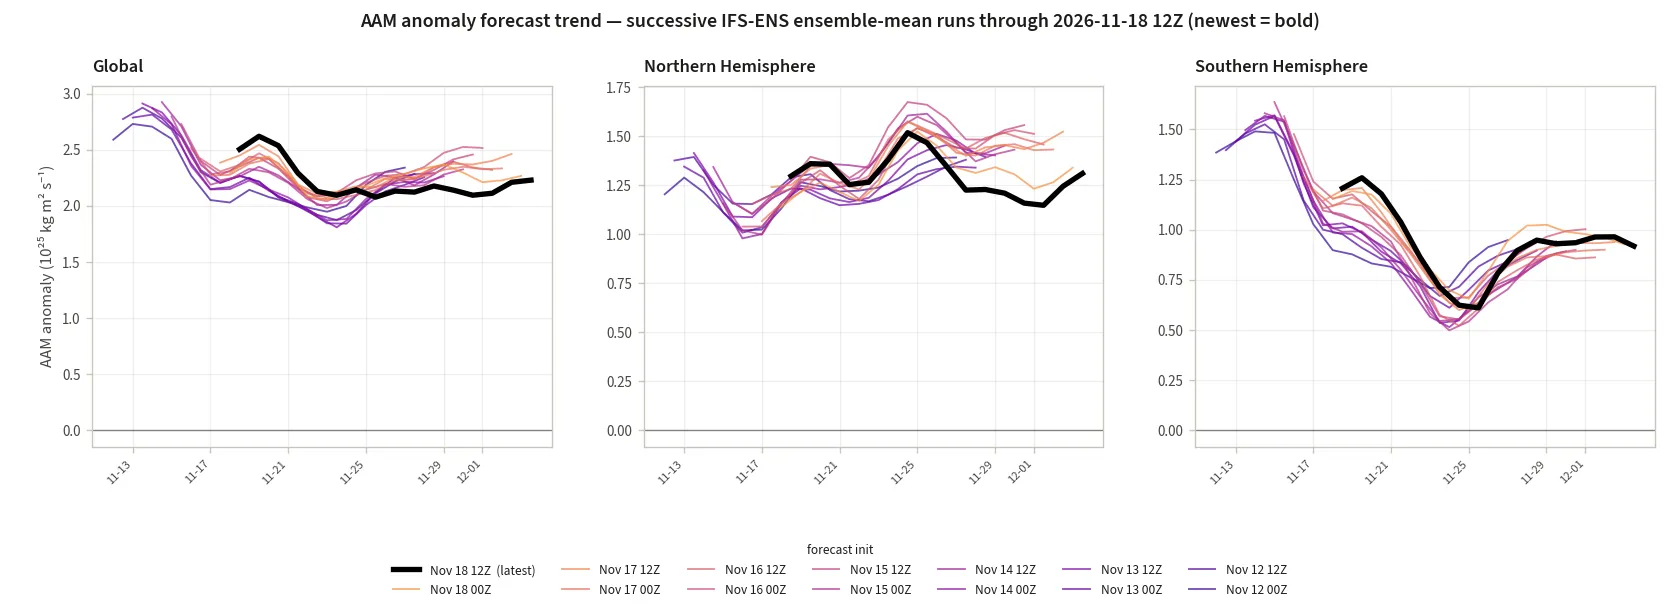 AAM anomaly forecast trend — successive IFS-ENS ensemble-mean runs through 2026-11-18 12Z (newest = bold)
Global
Northern Hemisphere
Southern Hemisphere
AAM anomaly (10²⁵ kg m² s⁻¹)
3.0
2.5
2.0
1.5
1.0
0.5
0.0
11-13
11-17
11-21
11-25
11-29
12-01
1.75
1.50
1.25
1.00
0.75
0.50
0.25
0.00
11-13
11-17
11-21
11-25
11-29
12-01
1.50
1.25
1.00
0.75
0.50
0.25
0.00
11-13
11-17
11-21
11-25
11-29
12-01
forecast init
Nov 18 12Z (latest)
Nov 17 12Z
Nov 16 12Z
Nov 15 12Z
Nov 14 12Z
Nov 13 12Z
Nov 12 12Z
Nov 18 00Z
Nov 17 00Z
Nov 16 00Z
Nov 15 00Z
Nov 14 00Z
Nov 13 00Z
Nov 12 00Z